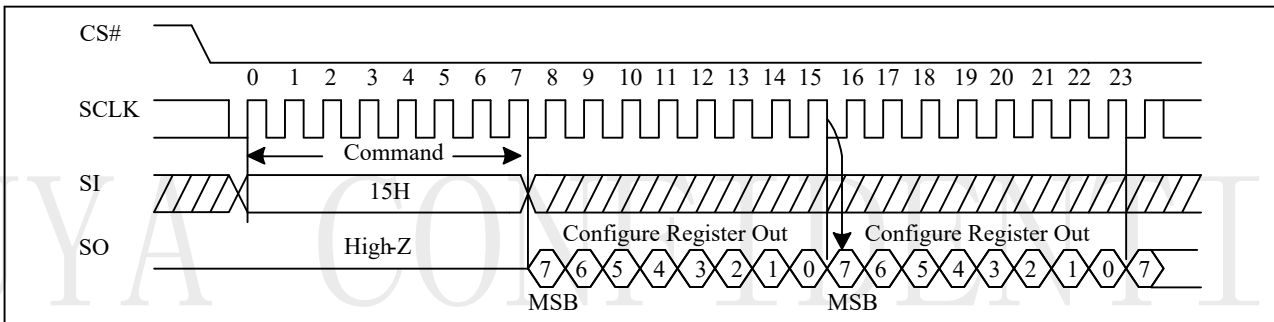 CS#
0 1 2 3 4 5 6 7 8 9 10 11 12 13 14 15 16 17 18 19 20 21 22 23
SCLK
Command
SI
15H
SO
High-Z
Configure Register Out
Configure Register Out
7 6 5 4 3 2 1 0 7 6 5 4 3 2 1 0 7
MSB
MSB
UYA CONFIDENTI